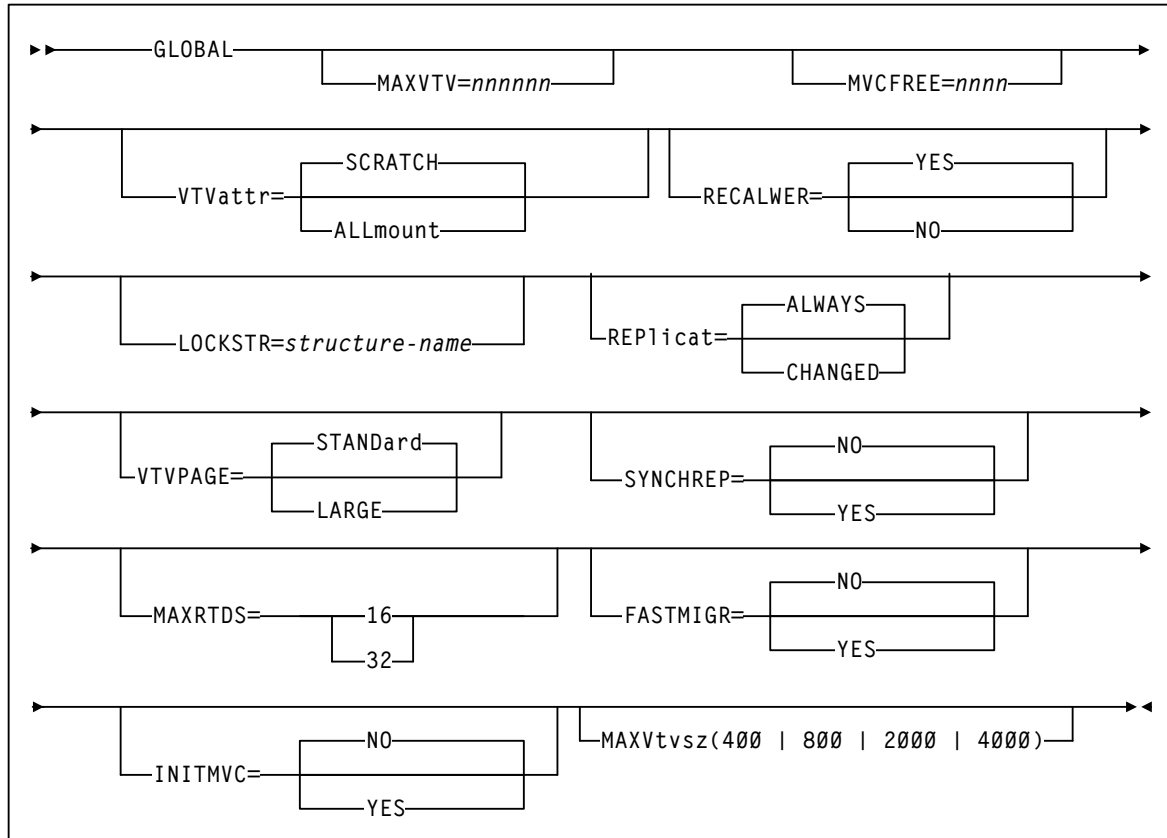 GLOBAL
MAXVTV=nnnnnn
MVCFREE=nnnn
VTVattr=
SCRATCH
ALLmount
RECALWER=
YES
NO
LOCKSTR=structure-name
REPlicat=
ALWAYS
CHANGED
VTVPAGE=
STANDard
LARGE
SYNCHREP=
NO
YES
MAXRTDS=
16
32
FASTMIGR=
NO
YES
INITMVC=
NO
YES
MAXVtvsz(400 | 800 | 2000 | 4000)